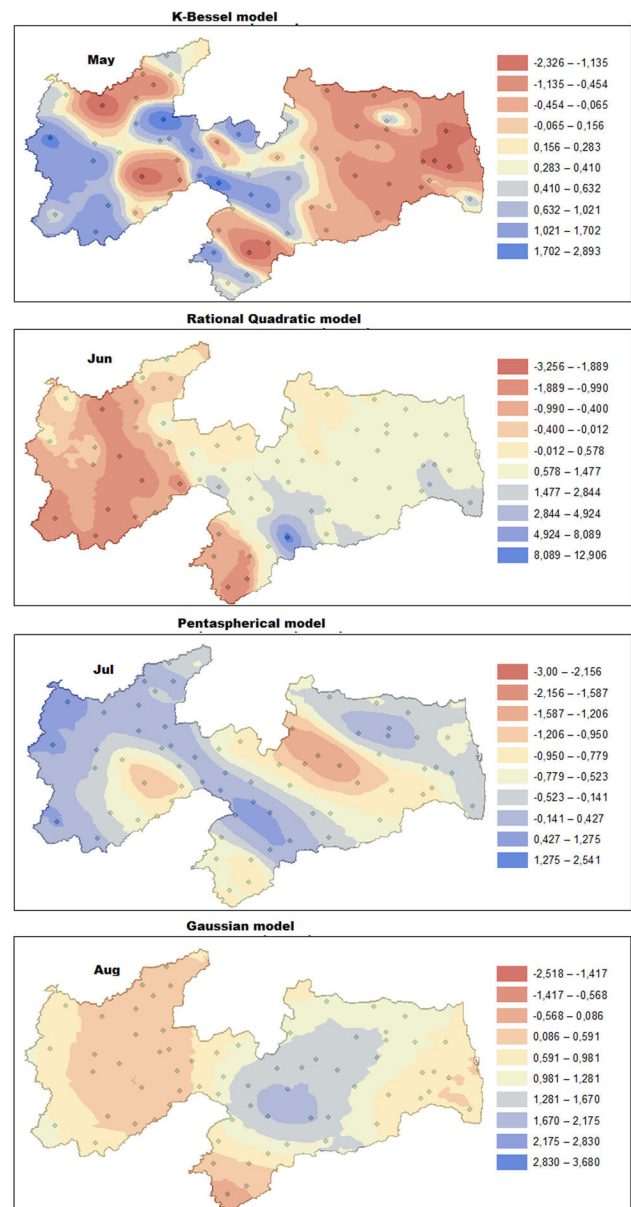 K-Bessel model
May
-2,326 – -1,135
-1,135 – -0,454
-0,454 – -0,065
-0,065 – 0,156
0,156 – 0,283
0,283 – 0,410
0,410 – 0,632
0,632 – 1,021
1,021 – 1,702
1,702 – 2,893
Rational Quadratic model
Jun
-3,256 – -1,889
-1,889 – -0,990
-0,990 – -0,400
-0,400 – -0,012
-0,012 – 0,578
0,578 – 1,477
1,477 – 2,844
2,844 – 4,924
4,924 – 8,089
8,089 – 12,906
Pentaspherical model
Jul
-3,00 – -2,156
-2,156 – -1,587
-1,587 – -1,206
-1,206 – -0,950
-0,950 – -0,779
-0,779 – -0,523
-0,523 – -0,141
-0,141 – 0,427
0,427 – 1,275
1,275 – 2,541
Gaussian model
Aug
-2,518 – -1,417
-1,417 – -0,568
-0,568 – 0,086
0,086 – 0,591
0,591 – 0,981
0,981 – 1,281
1,281 – 1,670
1,670 – 2,175
2,175 – 2,830
2,830 – 3,680